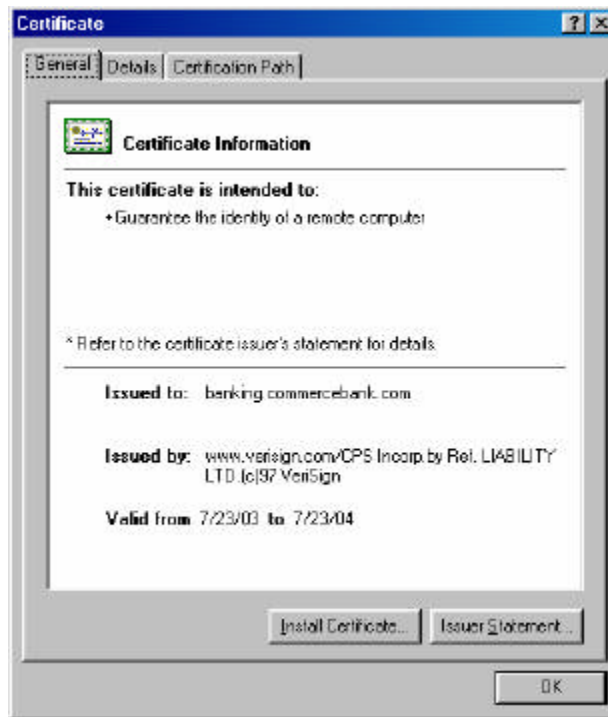 Certificate
General Details Certification Path
Certificate Information
This certificate is intended to:
•Guarantee the identity of a remote computer
* Refer to the certificate issuer's statement for details.
Issued to: banking.commercebank.com
Issued by: www.verisign.com/CPS Incorp.by Ref. LIABILITY
LTD.(c)97 VeriSign
Valid from 7/23/03 to 7/23/04
Install Certificate... Issuer Statement...
OK